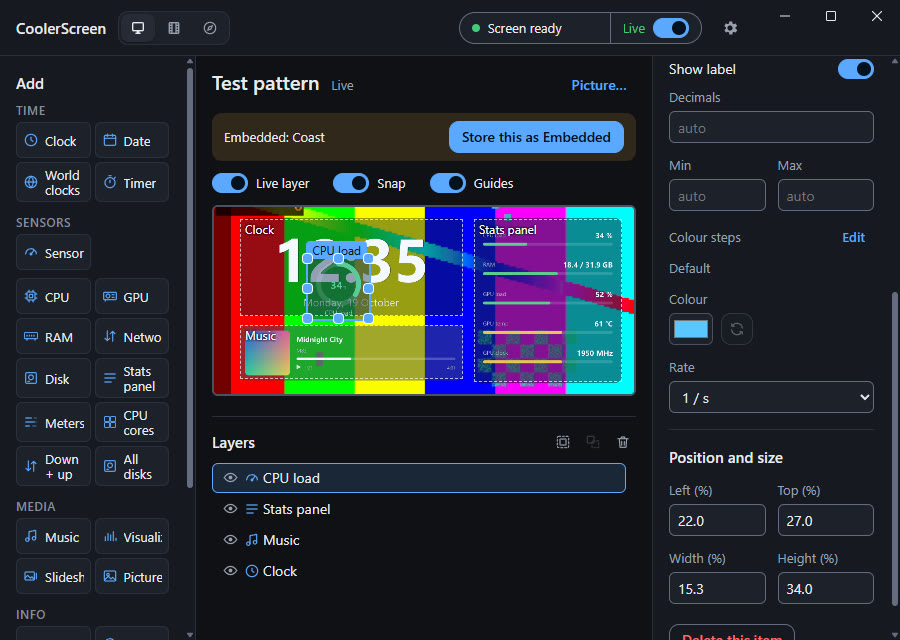 CoolerScreen
Screen ready
Live
Add
TIME
Clock
Date
World clocks
Timer
SENSORS
Sensor
CPU
GPU
RAM
Netwo
Disk
Stats panel
Meters
CPU cores
Down + up
All disks
MEDIA
Music
Visuali
Slidesh
Picture
INFO
Test pattern
Live
Picture...
Embedded: Coast
Store this as Embedded
Live layer
Snap
Guides
Clock
CPU load
35
34
Monday, 19 October
Stats panel
34 %
RAM
18.4 / 31.9 GB
GPU load
52 %
61 °C
1950 MHz
Music
Midnight City
Layers
CPU load
Stats panel
Music
Clock
Show label
Decimals
auto
Min
Max
auto
auto
Colour steps
Edit
Default
Colour
Rate
1 / s
Position and size
Left (%)
Top (%)
22.0
27.0
Width (%)
Height (%)
15.3
34.0
Delete this item